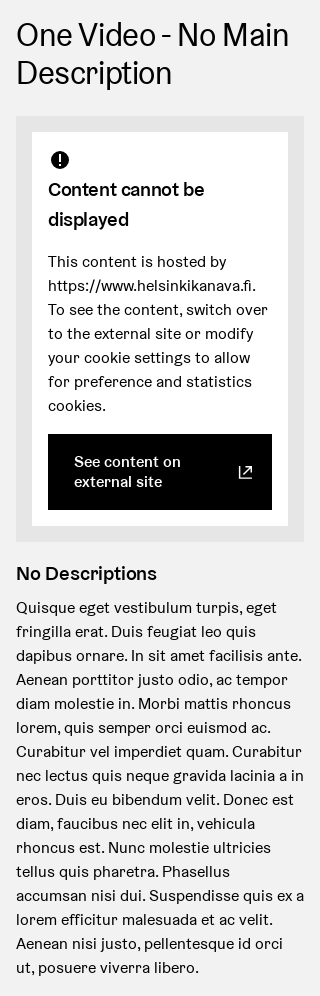 One Video - No Main
Description
Content cannot be
displayed
This content is hosted by
https://www.helsinkikanava.fi.
To see the content, switch over
to the external site or modify
your cookie settings to allow
for preference and statistics
cookies.
See content on
external site
No Descriptions
Quisque eget vestibulum turpis, eget
fringilla erat. Duis feugiat leo quis
dapibus ornare. In sit amet facilisis ante.
Aenean porttitor justo odio, ac tempor
diam molestie in. Morbi mattis rhoncus
lorem, quis semper orci euismod ac.
Curabitur vel imperdiet quam. Curabitur
nec lectus quis neque gravida lacinia a in
eros. Duis eu bibendum velit. Donec est
diam, faucibus nec elit in, vehicula
rhoncus est. Nunc molestie ultricies
tellus quis pharetra. Phasellus
accumsan nisi dui. Suspendisse quis ex a
lorem efficitur malesuada et ac velit.
Aenean nisi justo, pellentesque id orci
ut, posuere viverra libero.